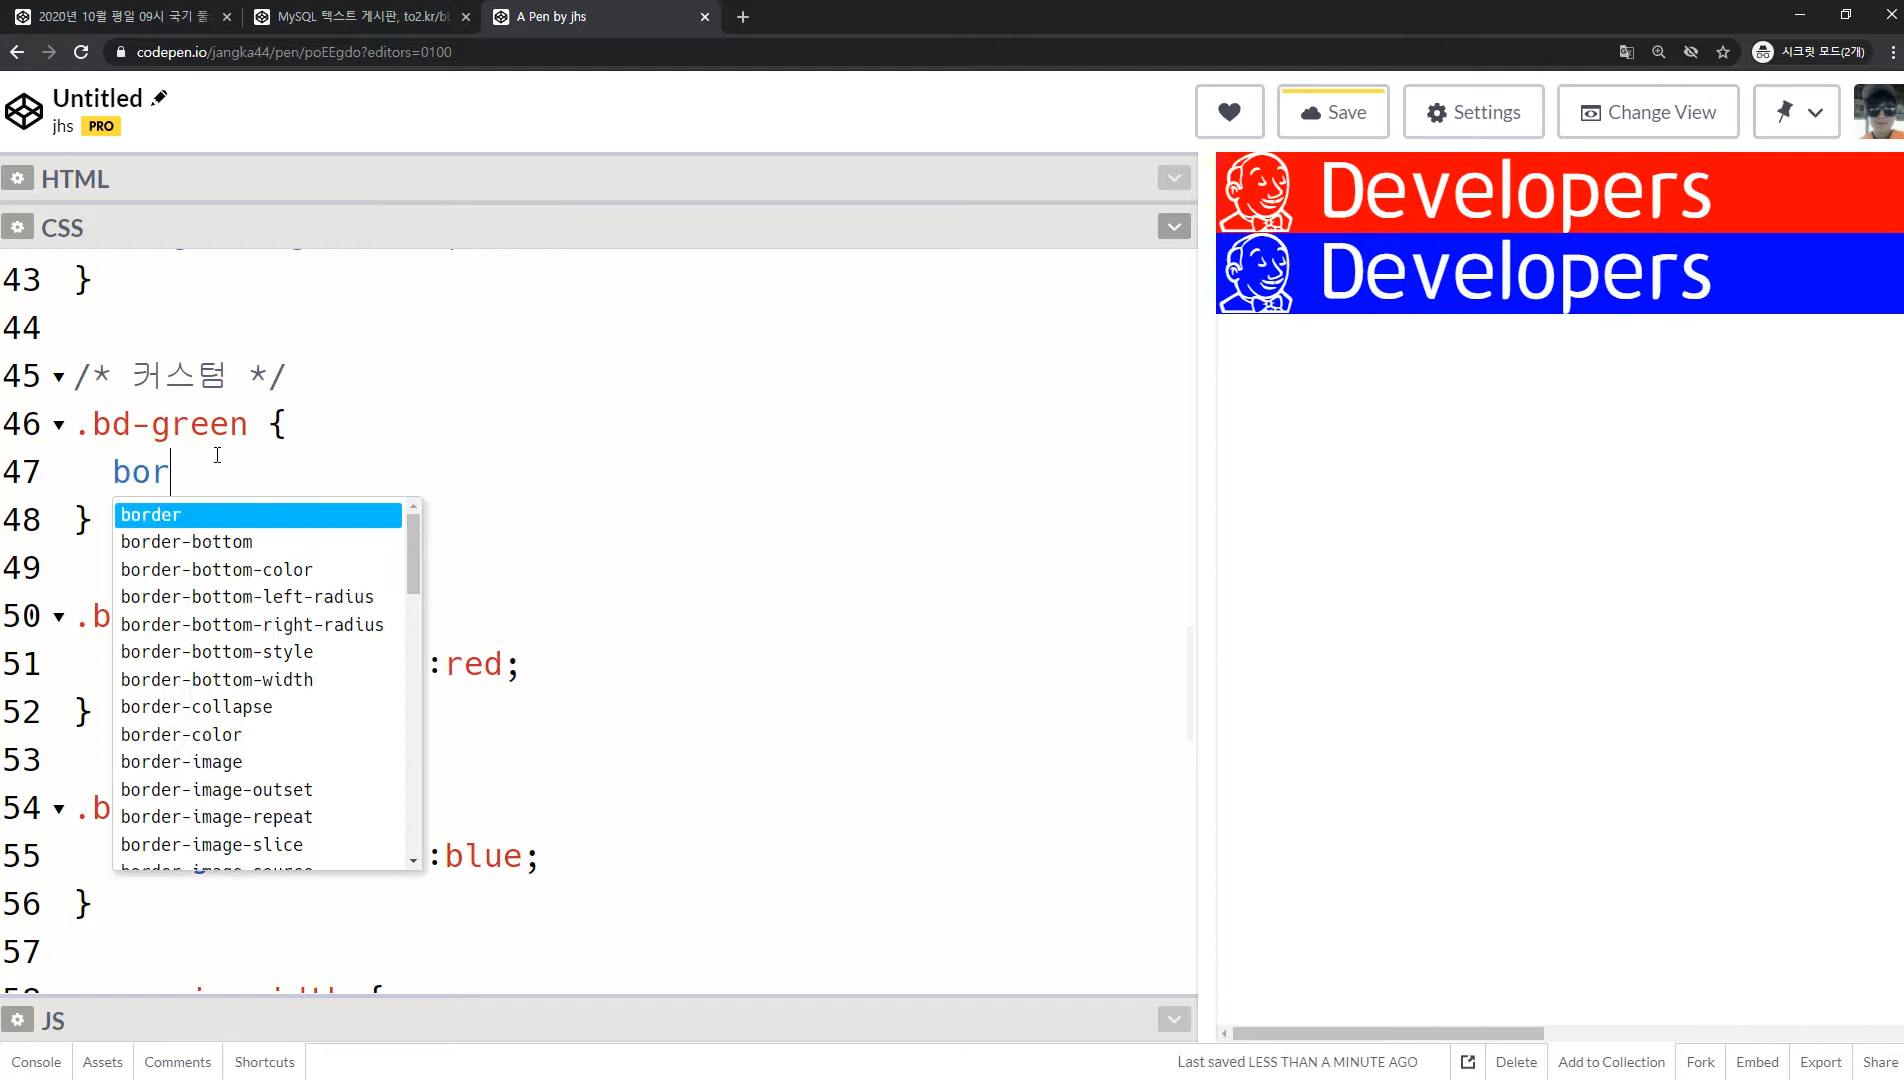 2020년 10월 평일 09시 국기 풀
MySQL 텍스트 게시판, to2.kr/bL
A Pen by jhs
codepen.io/jangka44/pen/poEEgdo?editors=0100
시크릿 모드(2개)
Untitled
jhs PRO
Save
Settings
Change View
HTML
CSS
43 }
44
45 /* 커스텀 */
46 .bd-green {
47 bor
48 }
49
50 .b
51 :red;
52 }
53
54 .b
55 :blue;
56 }
57
border
border-bottom
border-bottom-color
border-bottom-left-radius
border-bottom-right-radius
border-bottom-style
border-bottom-width
border-collapse
border-color
border-image
border-image-outset
border-image-repeat
border-image-slice
border-image-source
Developers
Developers
JS
Console
Assets
Comments
Shortcuts
Last saved LESS THAN A MINUTE AGO
Delete
Add to Collection
Fork
Embed
Export
Share